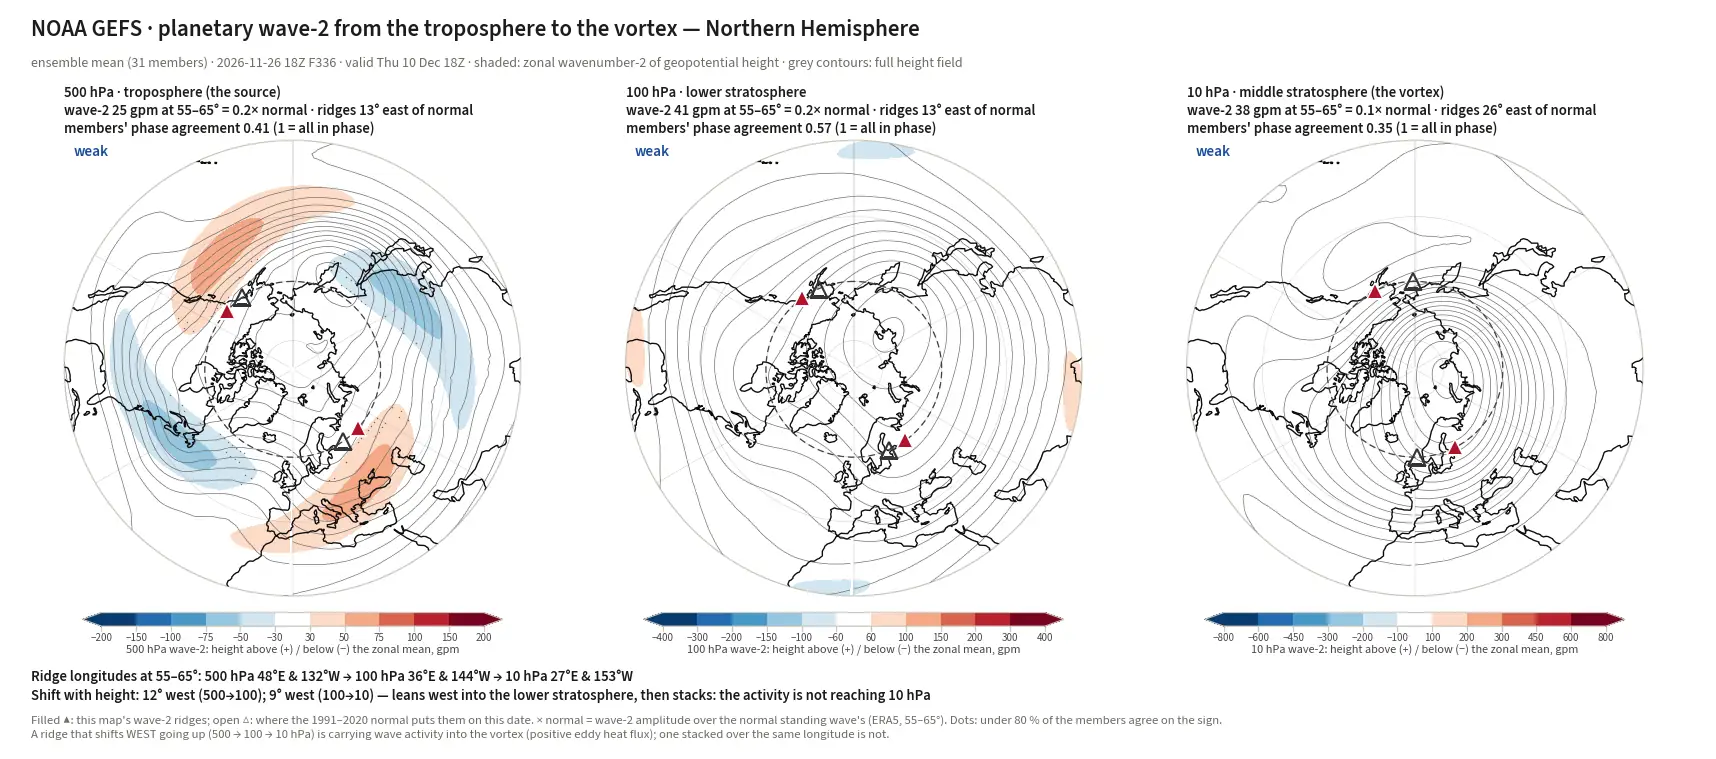 NOAA GEFS · planetary wave-2 from the troposphere to the vortex — Northern Hemisphere
ensemble mean (31 members) · 2026-11-26 18Z F336 · valid Thu 10 Dec 18Z · shaded: zonal wavenumber-2 of geopotential height · grey contours: full height field
500 hPa · troposphere (the source)
wave-2 25 gpm at 55–65° = 0.2× normal · ridges 13° east of normal
members' phase agreement 0.41 (1 = all in phase)
weak
100 hPa · lower stratosphere
wave-2 41 gpm at 55–65° = 0.2× normal · ridges 13° east of normal
members' phase agreement 0.57 (1 = all in phase)
weak
10 hPa · middle stratosphere (the vortex)
wave-2 38 gpm at 55–65° = 0.1× normal · ridges 26° east of normal
members' phase agreement 0.35 (1 = all in phase)
weak
−200 −150 −100 −75 −50 −30 30 50 75 100 150 200
500 hPa wave-2: height above (+) / below (−) the zonal mean, gpm
−400 −300 −200 −150 −100 −60 60 100 150 200 300 400
100 hPa wave-2: height above (+) / below (−) the zonal mean, gpm
−800 −600 −450 −300 −200 −100 100 200 300 450 600 800
10 hPa wave-2: height above (+) / below (−) the zonal mean, gpm
Ridge longitudes at 55–65°: 500 hPa 48°E & 132°W → 100 hPa 36°E & 144°W → 10 hPa 27°E & 153°W
Shift with height: 12° west (500→100); 9° west (100→10) — leans west into the lower stratosphere, then stacks: the activity is not reaching 10 hPa
Filled ▲: this map's wave-2 ridges; open △: where the 1991–2020 normal puts them on this date. × normal = wave-2 amplitude over the normal standing wave's (ERA5, 55–65°). Dots: under 80 % of the members agree on the sign.
A ridge that shifts WEST going up (500 → 100 → 10 hPa) is carrying wave activity into the vortex (positive eddy heat flux); one stacked over the same longitude is not.